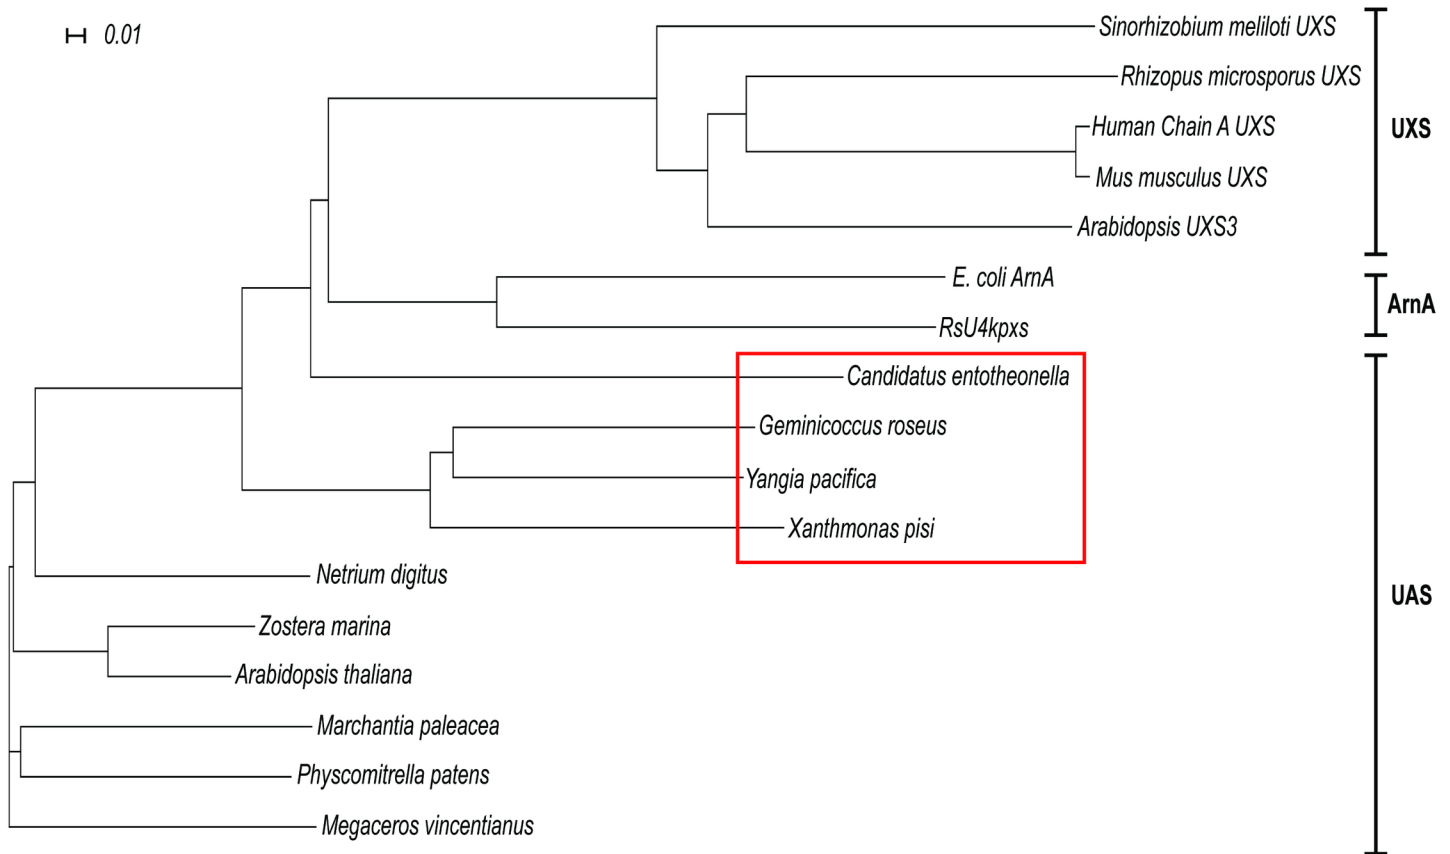 0.01
Sinorhizobium meliloti UXS
Rhizopus microsporus UXS
Human Chain A UXS
UXS
Mus musculus UXS
Arabidopsis UXS3
E. coli ArnA
ArnA
RsU4kpxs
Candidatus entotheonella
Geminicoccus roseus
Yangia pacifica
Xanthmonas pisi
Netrium digitus
UAS
Zostera marina
Arabidopsis thaliana
Marchantia paleacea
Physcomitrella patens
Megaceros vincentianus